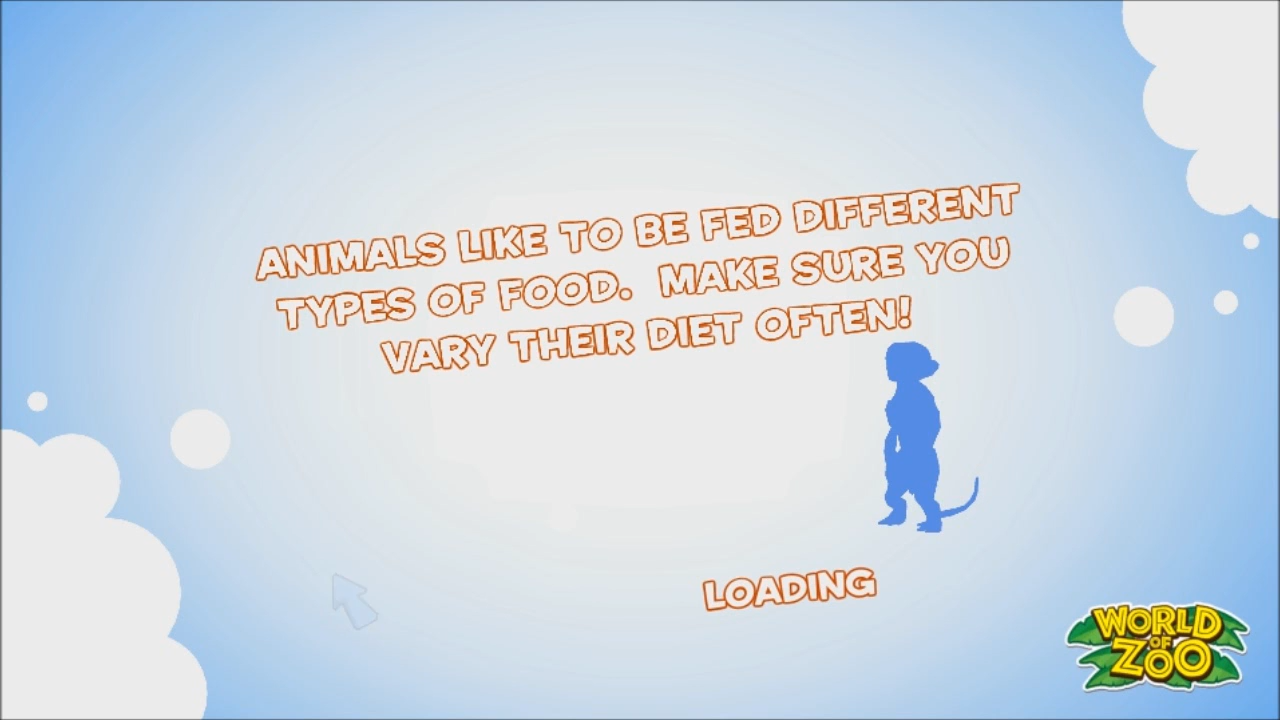 ANIMALS LIKE TO BE FED DIFFERENT
TYPES OF FOOD.  MAKE SURE YOU
VARY THEIR DIET OFTEN!
LOADING
WORLD
OF
ZOO